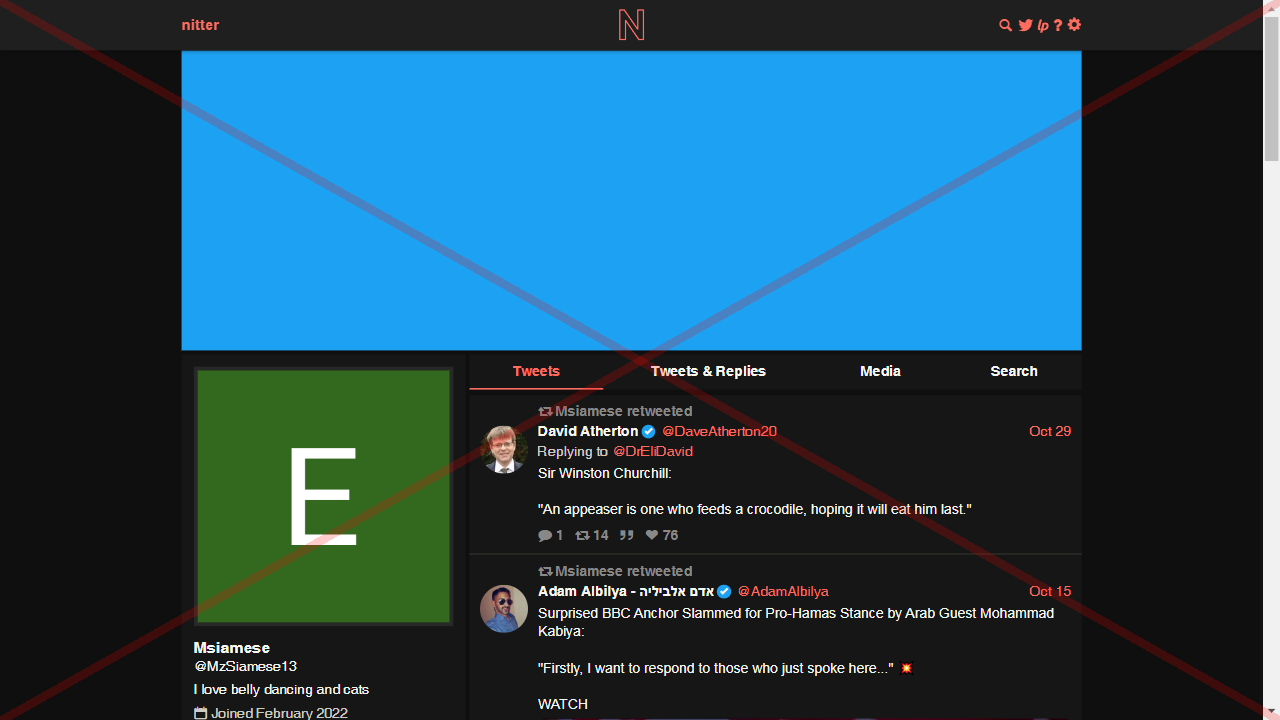 nitter
N
lp ?
Tweets
Tweets & Replies
Media
Search
E
Msiamese
@MzSiamese13
I love belly dancing and cats
Joined February 2022
Msiamese retweeted
David Atherton @DaveAtherton20 Oct 29
Replying to @DrEliDavid
Sir Winston Churchill:
"An appeaser is one who feeds a crocodile, hoping it will eat him last."
1 14 76
Msiamese retweeted
Adam Albilya - אדם אלביליה @AdamAlbilya Oct 15
Surprised BBC Anchor Slammed for Pro-Hamas Stance by Arab Guest Mohammad
Kabiya:
"Firstly, I want to respond to those who just spoke here..." 💥
WATCH